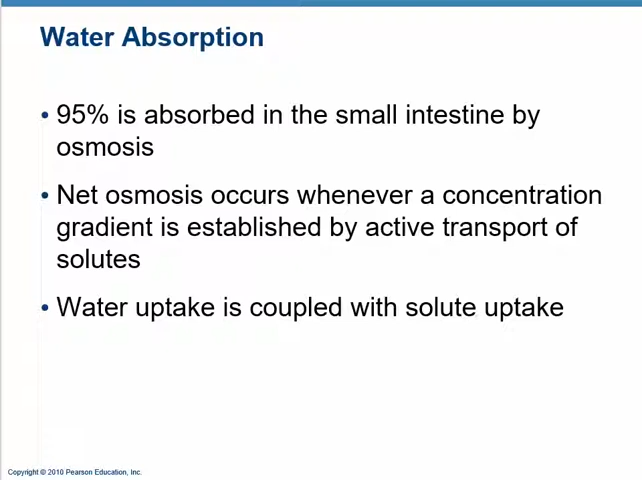 Water Absorption
• 95% is absorbed in the small intestine by
osmosis
• Net osmosis occurs whenever a concentration
gradient is established by active transport of
solutes
• Water uptake is coupled with solute uptake
Copyright © 2010 Pearson Education, Inc.